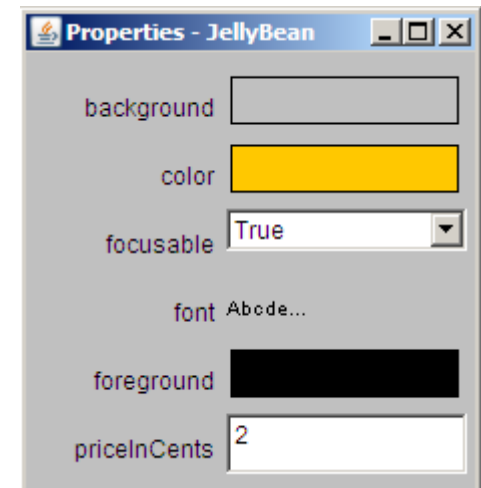 Properties - JellyBean
background
color
focusable True
font Abcde...
foreground
priceInCents 2